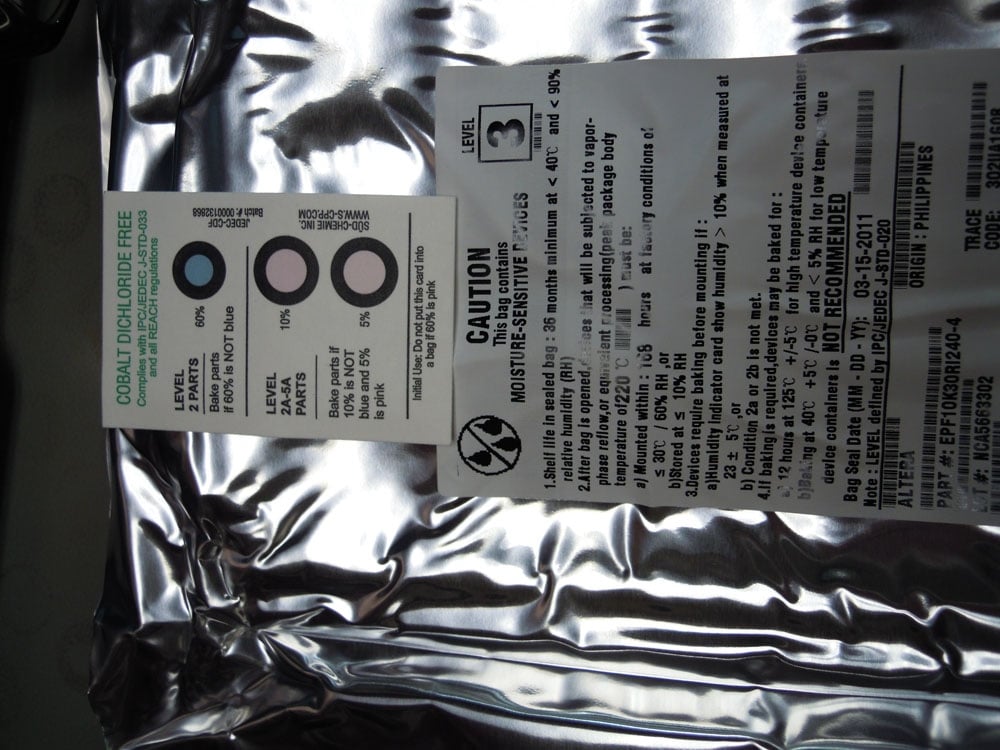 COBALT DICHLORIDE FREE
Complies with IPC/JEDEC J-STD-033
and all REACH regulations
LEVEL
2 PARTS
Bake parts
if 60% is NOT blue
60%
LEVEL
2A-5A
PARTS
Bake parts if
10% is NOT
blue and 5%
is pink
10%
5%
Initial Use: Do not put this card into
a bag if 60% is pink
SÜD-CHEMIE INC.
WWW.S-CPP.COM
JEDEC-CDF
Batch #: 0000132868
LEVEL
3
CAUTION
This bag contains
MOISTURE-SENSITIVE DEVICES
1.Shelf life in sealed bag : 36 months minimum at < 40℃ and < 90%
relative humidity (RH)
2.After bag is opened,devices that will be subjected to vapor-
phase reflow,or equivalent processing(peek package body
temperature of220 ℃ ) must be:
a) Mounted within : 168 hours at factory conditions of
≤ 30℃ / 60% RH ,or
b)Stored at ≤ 10% RH
3.Devices require baking before mounting if :
a)Humidity indicator card show humidity > 10% when measured at
23 ± 5℃ ,or
b) Condition 2a or 2b is not met.
4.If baking is required,devices may be baked for :
a) 12 hours at 125℃ +/-5℃ for high temperature device containers
b)Baking at 40℃ +5℃/-0℃ and < 5% RH for low temperature
device containers is NOT RECOMMENDED
Bag Seal Date (MM - DD - YY): 03-15-2011
Note : LEVEL defined by IPC/JEDEC J-STD-020
ALTERA
ORIGIN : PHILIPPINES
PART #: EPF10K30RI240-4
TRACE
CODE:
#: NCA5663302